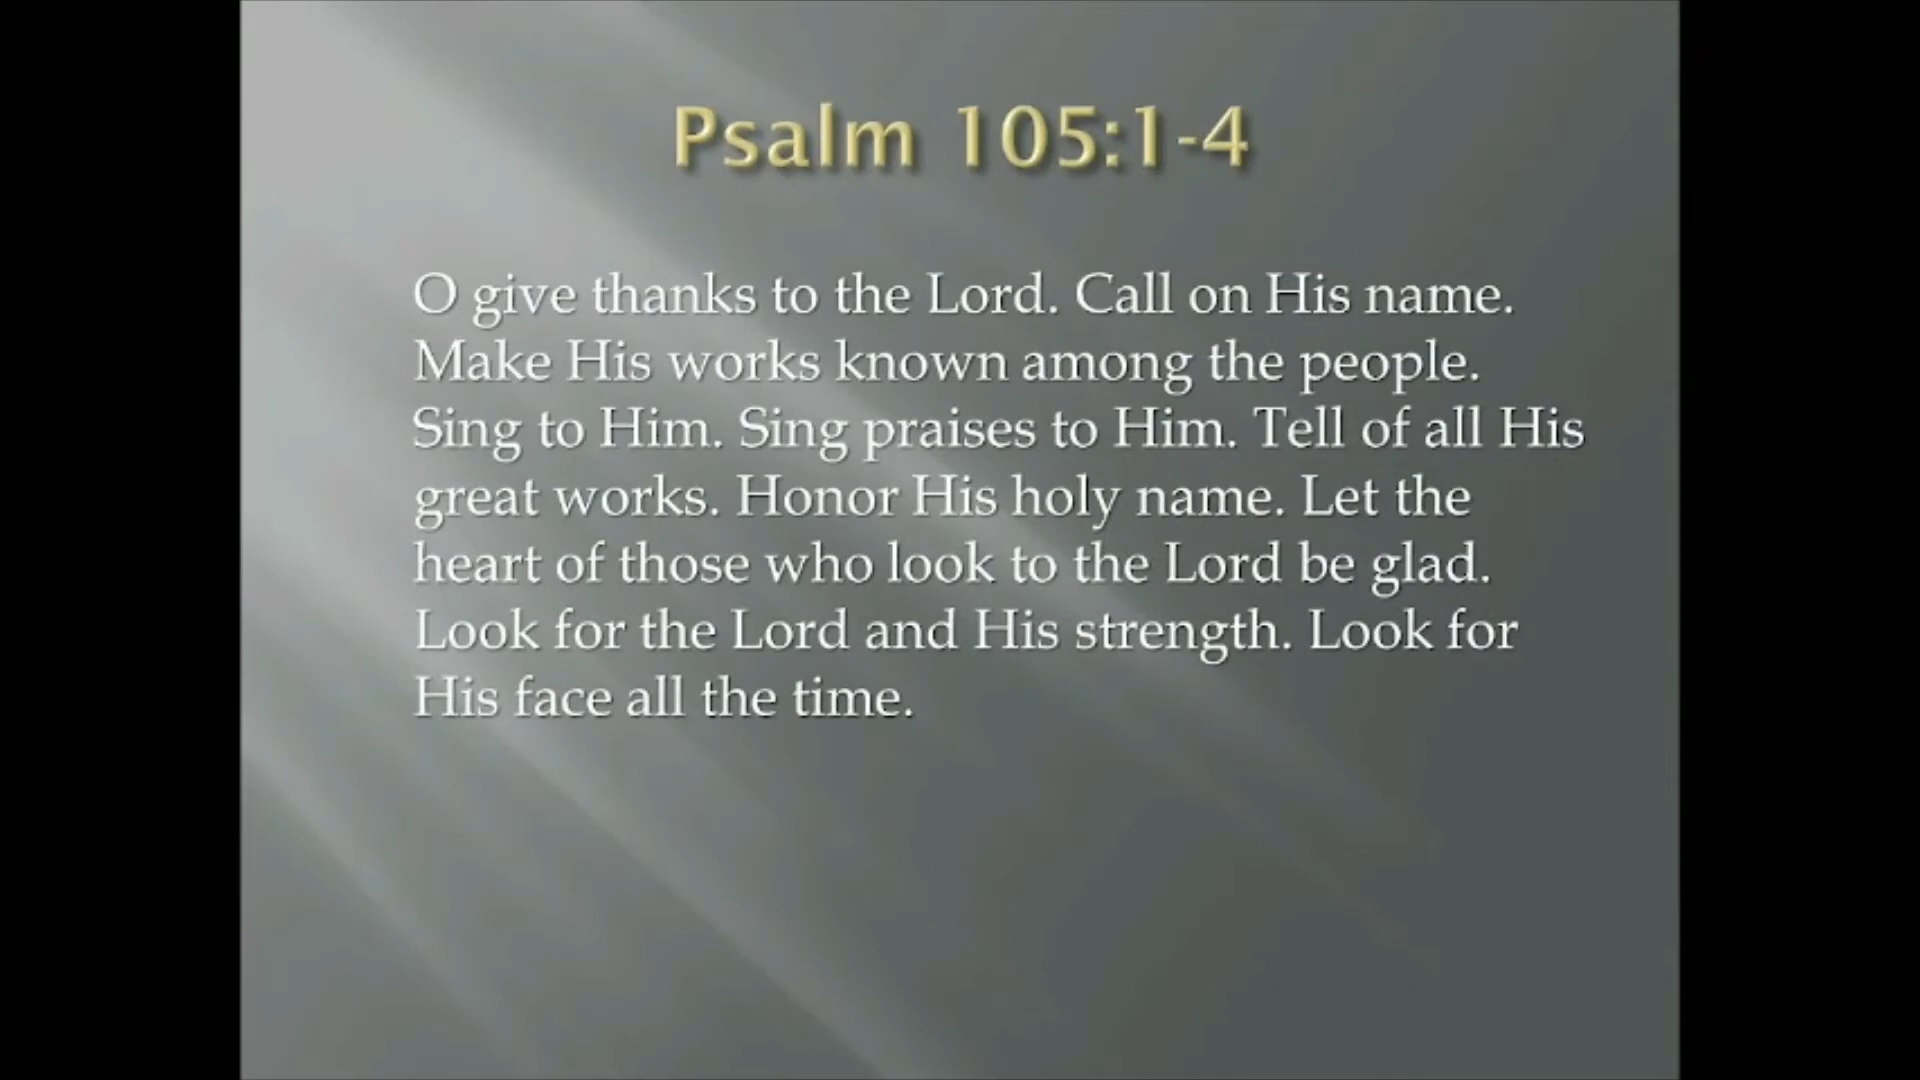 Psalm 105:1-4
O give thanks to the Lord. Call on His name.
Make His works known among the people.
Sing to Him. Sing praises to Him. Tell of all His
great works. Honor His holy name. Let the
heart of those who look to the Lord be glad.
Look for the Lord and His strength. Look for
His face all the time.